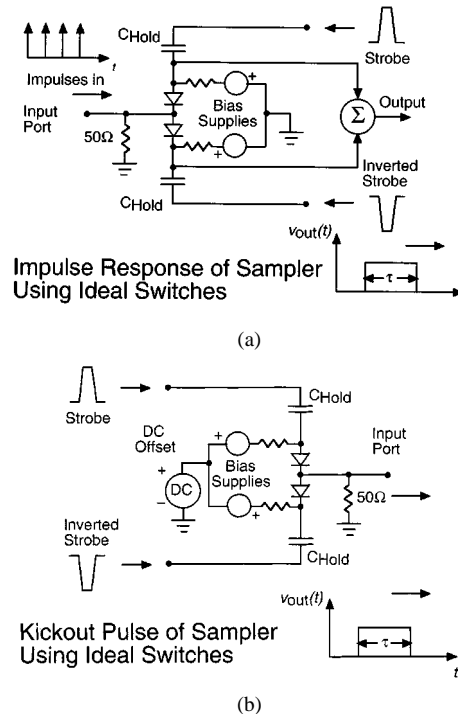 CHold
Strobe
t
Impulses in
+
Bias
Supplies
Input
Port
Σ
Output
50Ω
+
CHold
Inverted
Strobe
vout(t)
τ
t
Impulse Response of Sampler
Using Ideal Switches
(a)
Strobe
CHold
DC
Offset
Input
Port
+
Bias
Supplies
DC
−
50Ω
+
Inverted
Strobe
CHold
vout(t)
τ
t
Kickout Pulse of Sampler
Using Ideal Switches
(b)